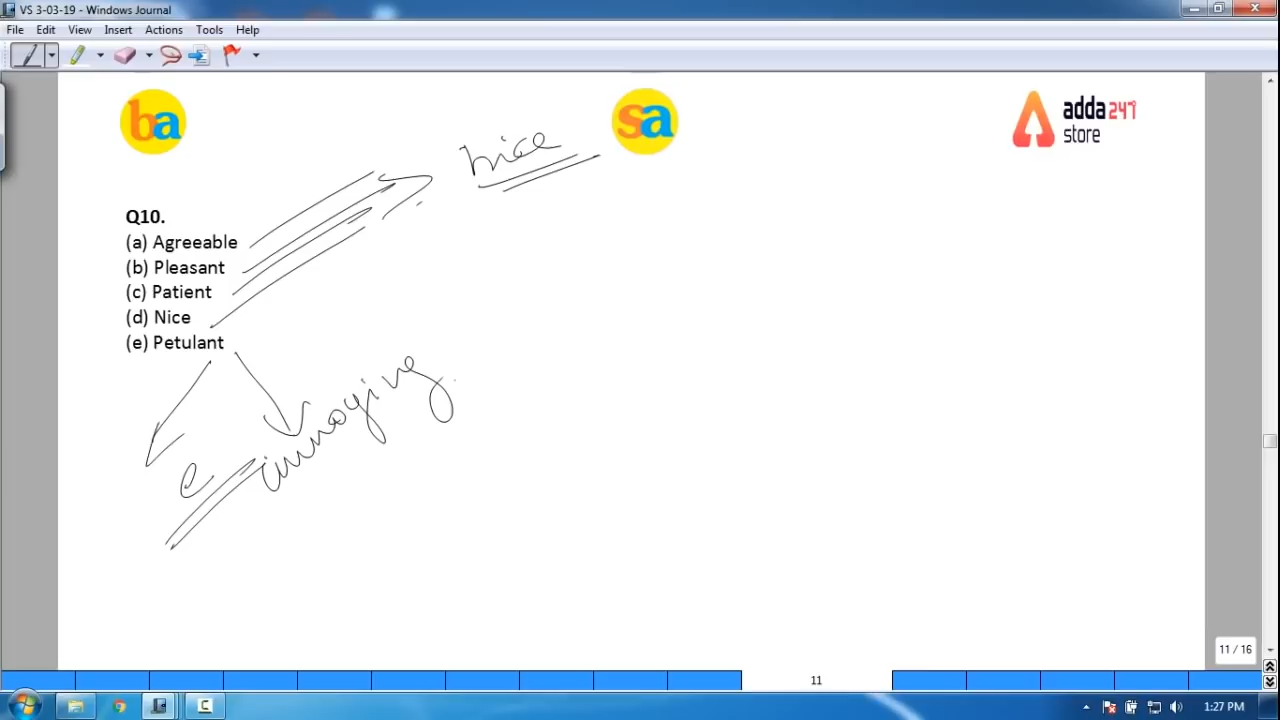 VS 3-03-19 - Windows Journal
File Edit View Insert Actions Tools Help
ba
sa
adda247
store
nice
Q10.
(a) Agreeable
(b) Pleasant
(c) Patient
(d) Nice
(e) Petulant
annoying
e
11 / 16
11
1:27 PM